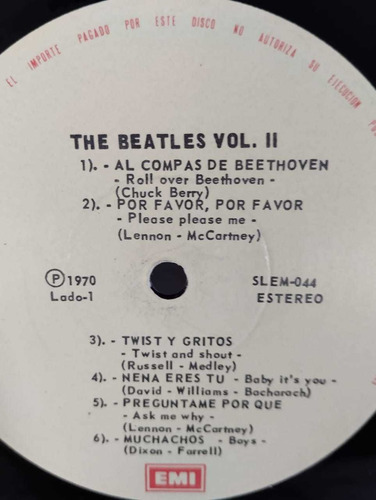 EL IMPORTE PAGADO POR ESTE DISCO NO AUTORIZA SU EJECUCION
THE BEATLES VOL. II
1). - AL COMPAS DE BEETHOVEN
- Roll over Beethoven -
(Chuck Berry)
2). - POR FAVOR, POR FAVOR
- Please please me -
(Lennon - McCartney)
Ⓟ 1970
Lado-1
SLEM-044
ESTEREO
3). - TWIST Y GRITOS
- Twist and shout -
(Russell - Medley)
4). - NENA ERES TU - Baby it's you -
(David - Williams - Bacharach)
5). - PREGUNTAME POR QUE
- Ask me why -
(Lennon - McCartney)
6). - MUCHACHOS - Boys -
(Dixon - Farrell)
EMI